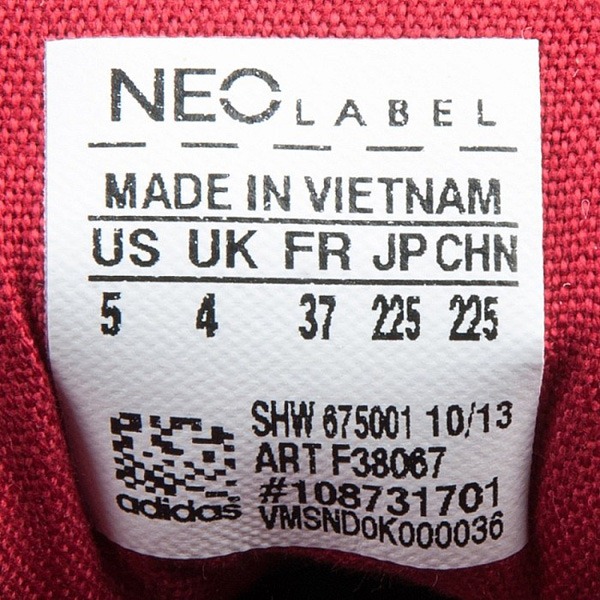 NEO LABEL
MADE IN VIETNAM
US UK FR JP CHN
5 4 37 225 225
SHW 675001 10/13
ART F38067
#108731701
VMSND0K000036
adidas